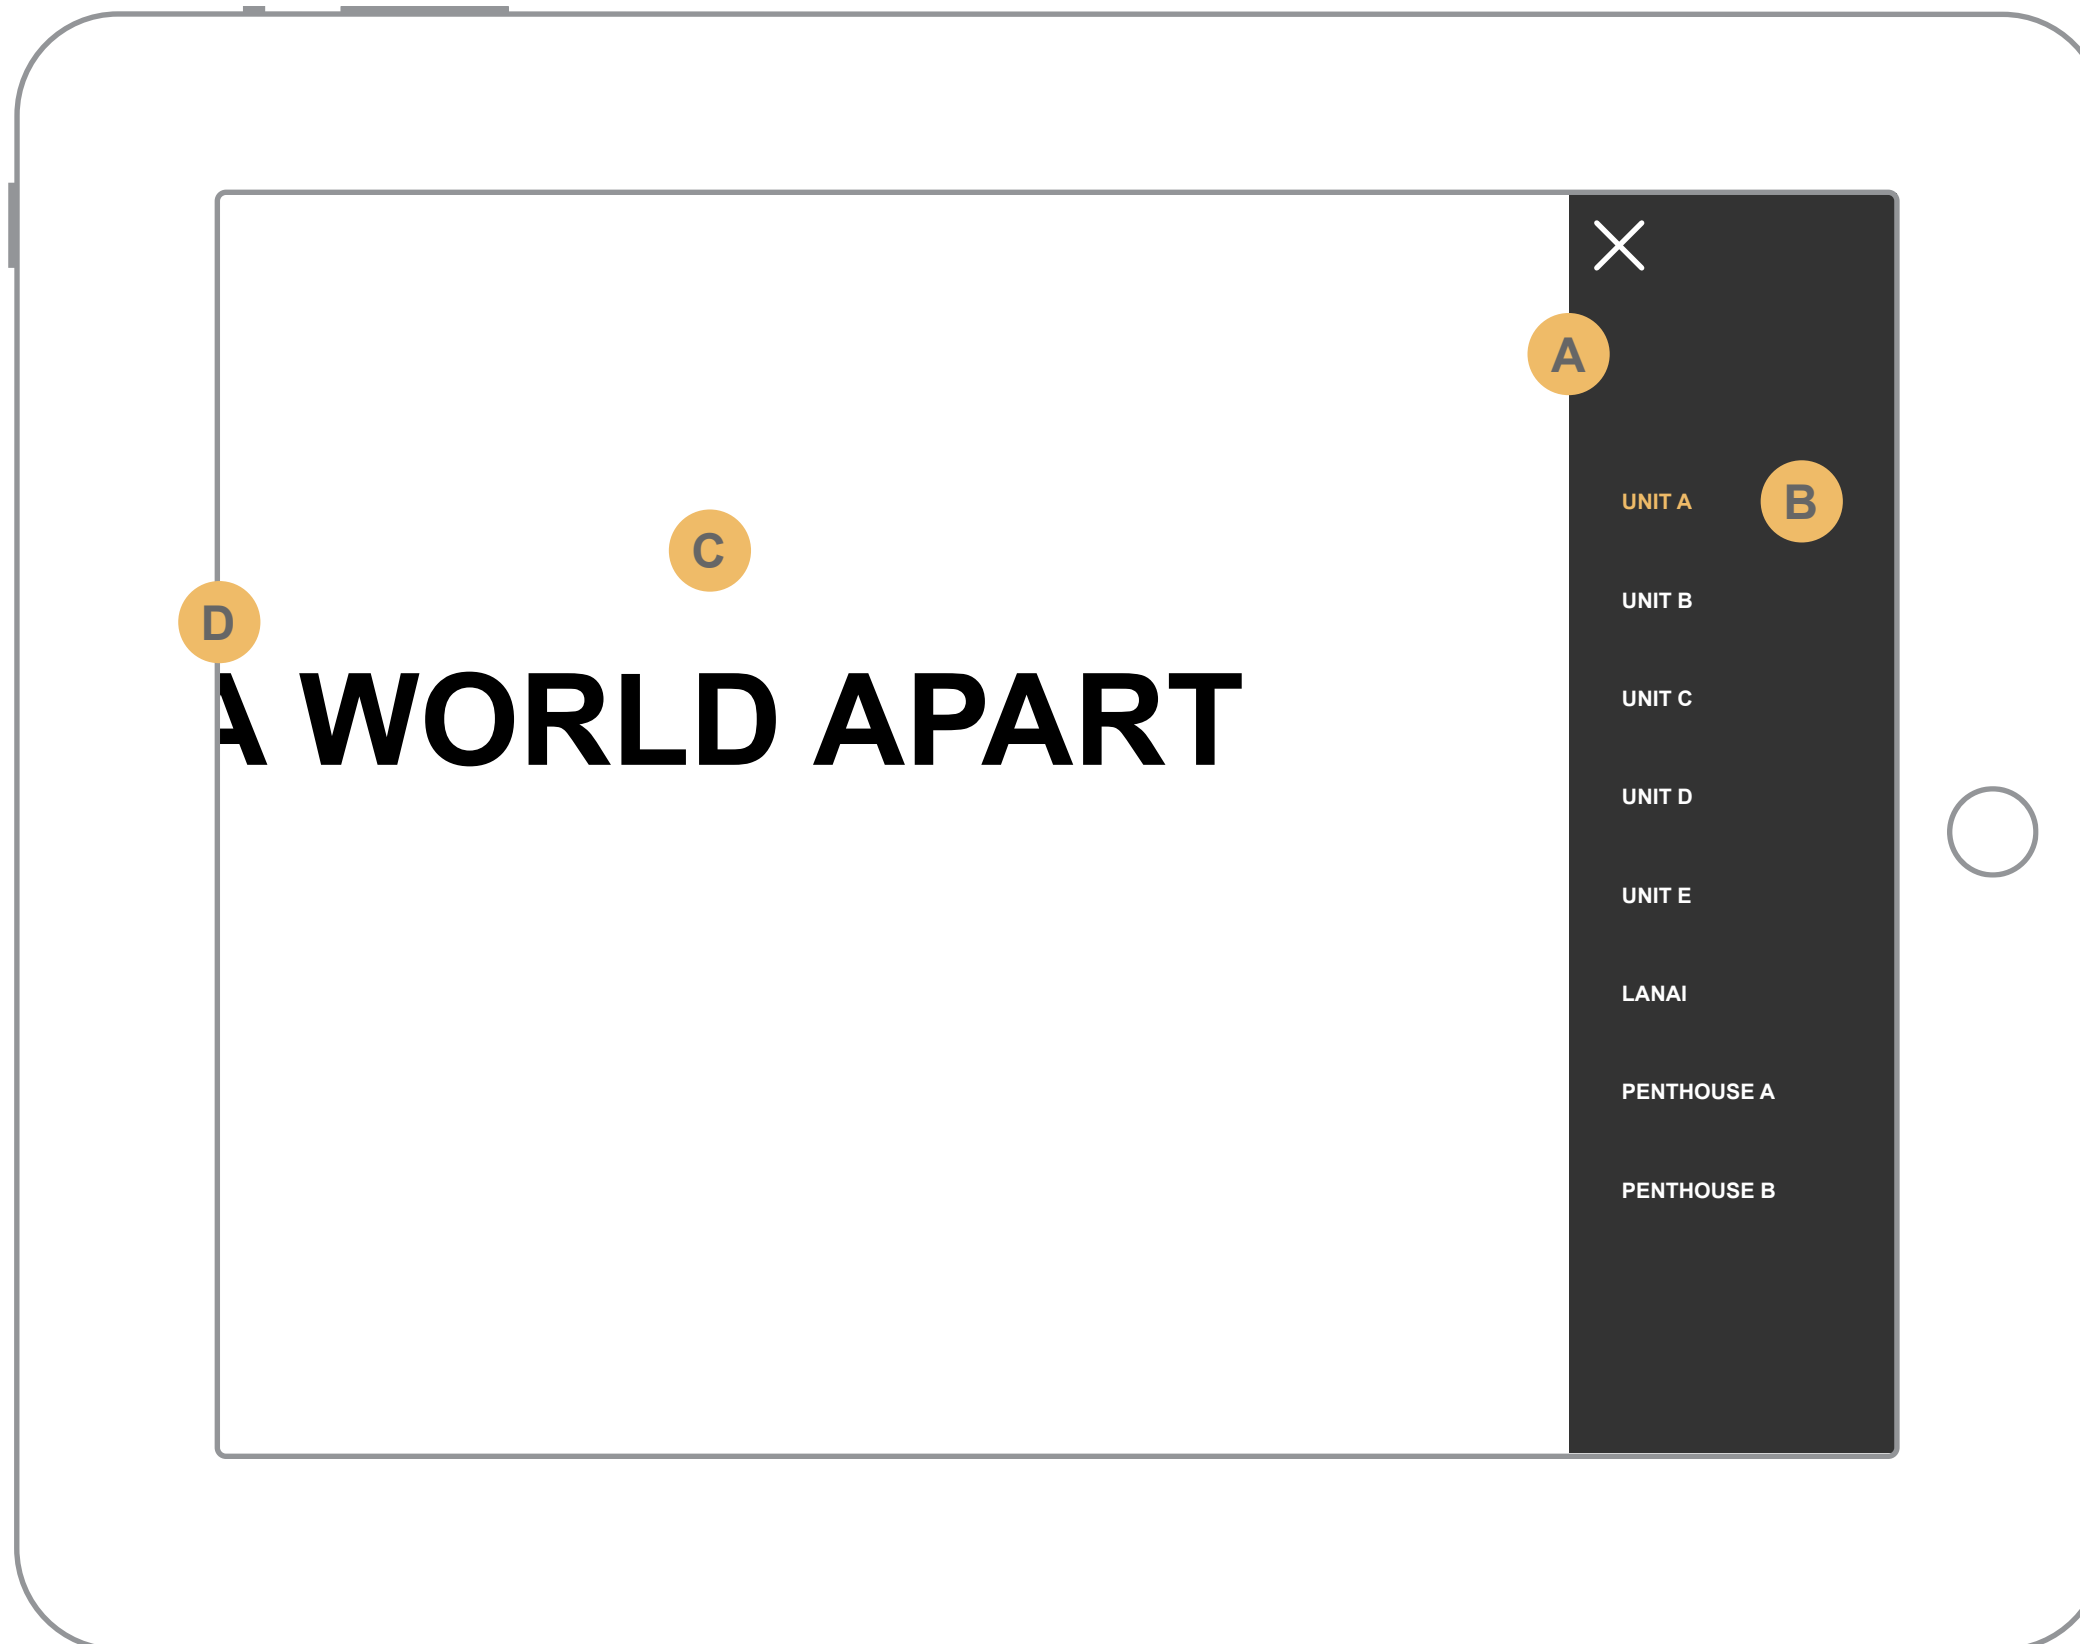 A
UNIT A
B
C
D
A WORLD APART
UNIT B
UNIT C
UNIT D
UNIT E
LANAI
PENTHOUSE A
PENTHOUSE B